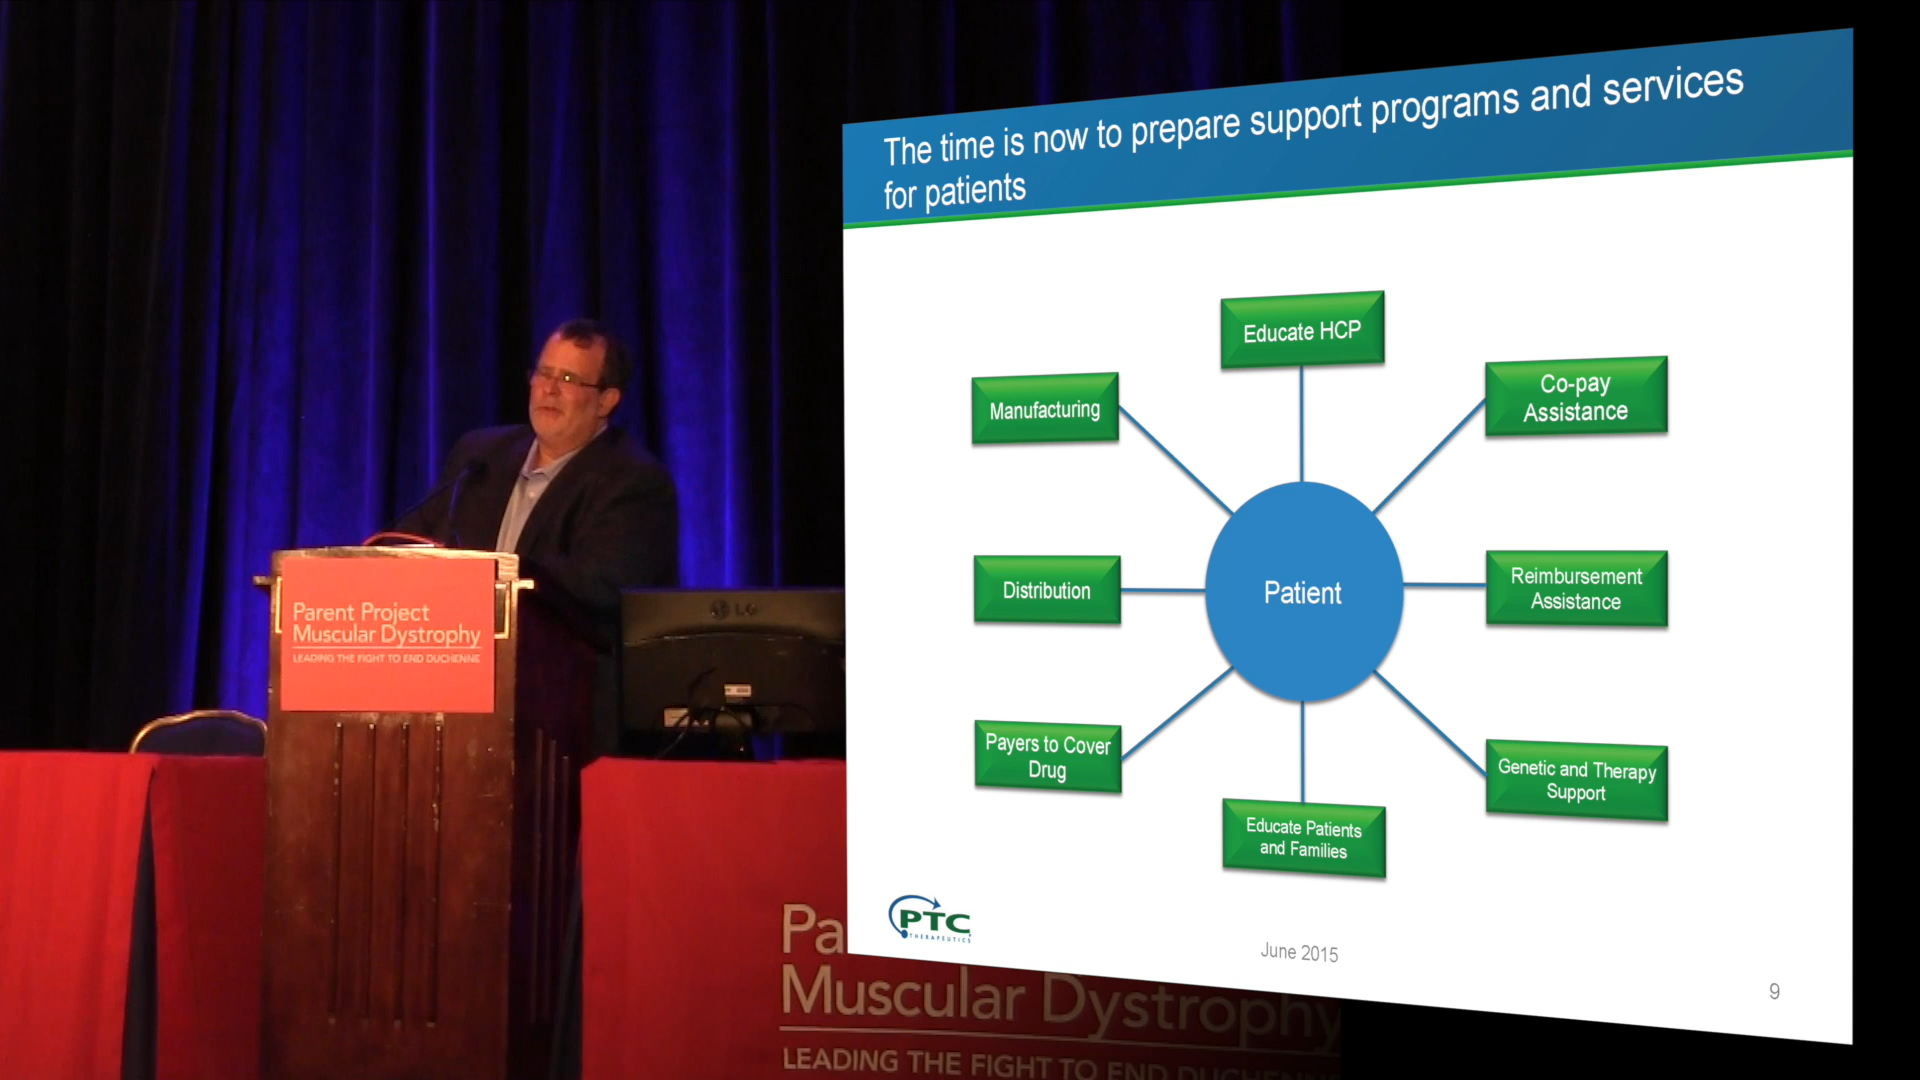 The time is now to prepare support programs and services
for patients
Educate HCP
Manufacturing
Co-pay
Assistance
Distribution
Patient
Reimbursement
Assistance
Payers to Cover
Drug
Genetic and Therapy
Support
Educate Patients
and Families
PTC
THERAPEUTICS
June 2015
9
Parent Project
Muscular Dystrophy
LEADING THE FIGHT TO END DUCHENNE
LG
Pa
Muscular Dystrophy
LEADING THE FIGHT TO END DUCHENNE